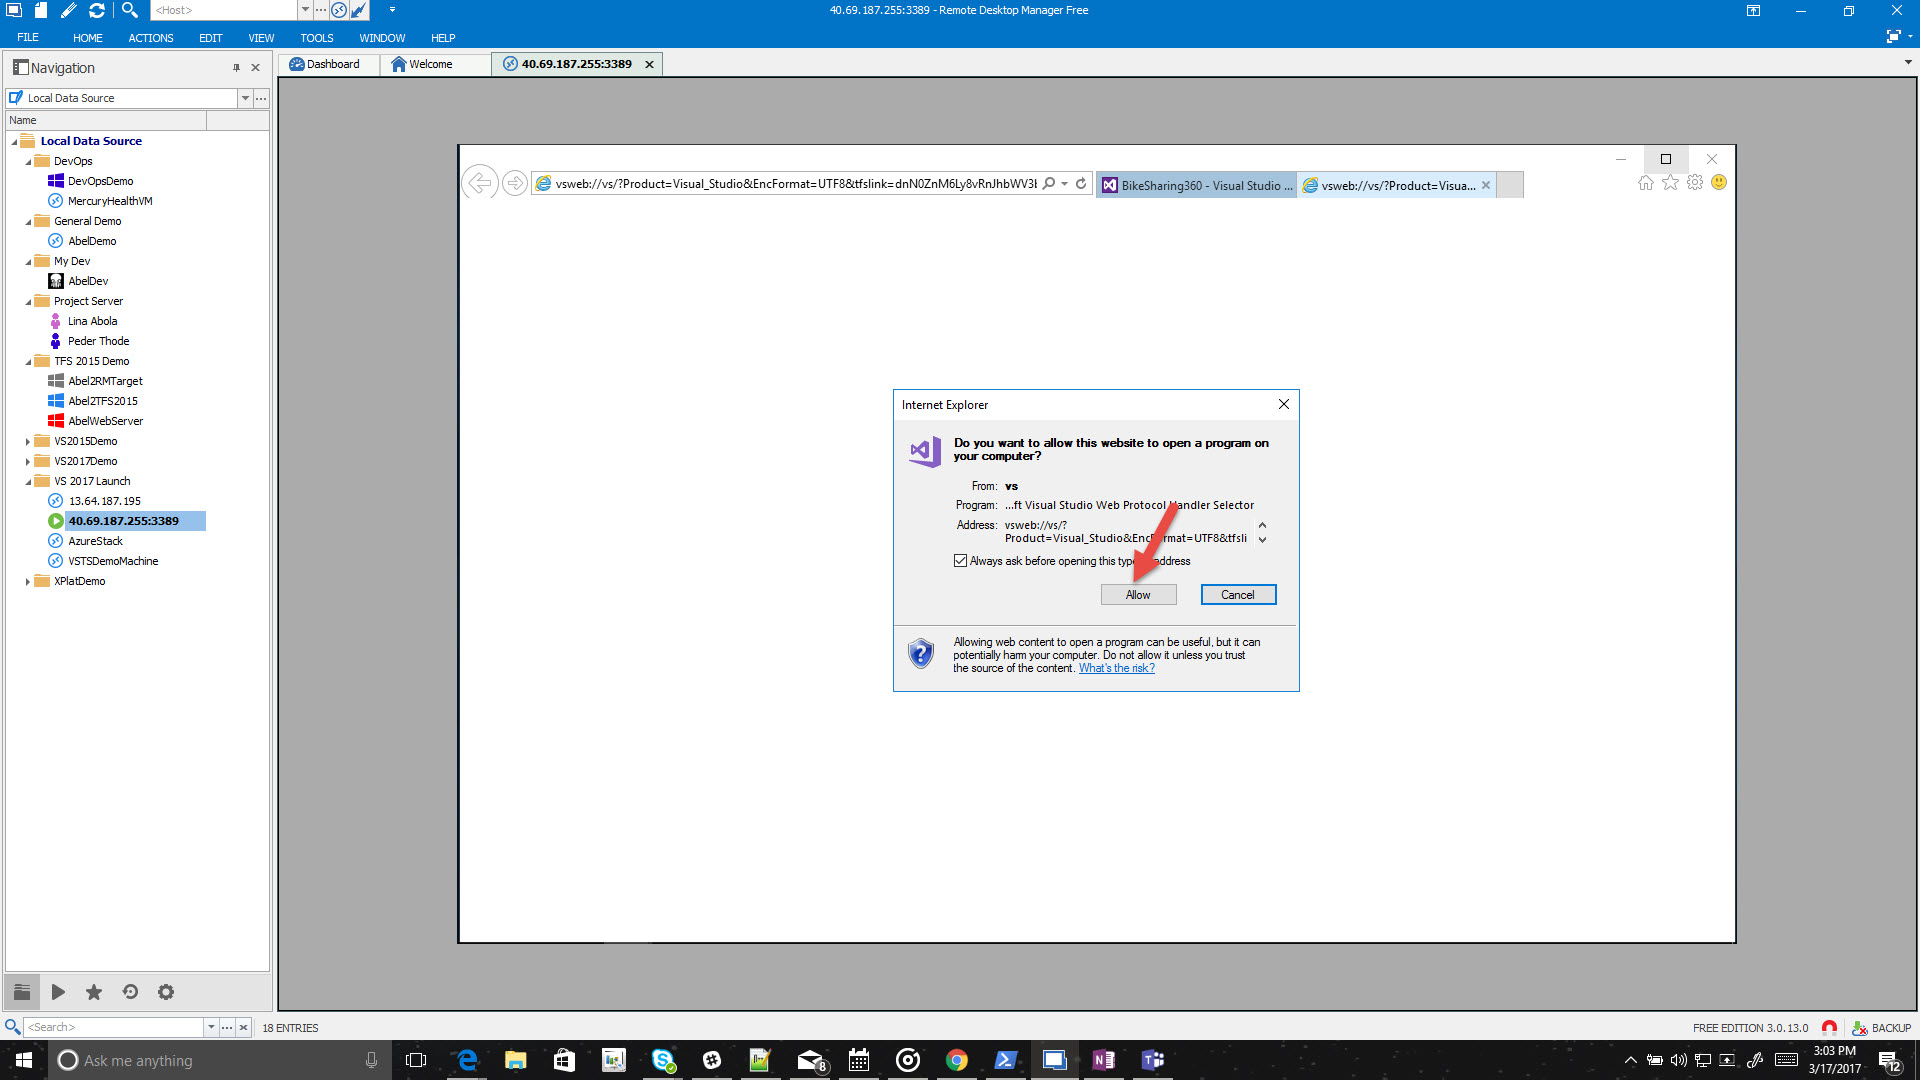 <Host>
40.69.187.255:3389 - Remote Desktop Manager Free
FILE HOME ACTIONS EDIT VIEW TOOLS WINDOW HELP
Navigation
Dashboard
Welcome
40.69.187.255:3389
Local Data Source
Name
Local Data Source
DevOps
DevOpsDemo
MercuryHealthVM
General Demo
AbelDemo
My Dev
AbelDev
Project Server
Lina Abola
Peder Thode
TFS 2015 Demo
Abel2RMTarget
Abel2TFS2015
AbelWebServer
VS2015Demo
VS2017Demo
VS 2017 Launch
13.64.187.195
40.69.187.255:3389
AzureStack
VSTSDemoMachine
XPlatDemo
vsweb://vs/?Product=Visual_Studio&EncFormat=UTF8&tfslink=dnN0ZnM6Ly8vRnJhbWV3
BikeSharing360 - Visual Studio ...
vsweb://vs/?Product=Visua...
Internet Explorer
Do you want to allow this website to open a program on
your computer?
From: vs
Program: ...ft Visual Studio Web Protocol Handler Selector
Address: vsweb://vs/?
Product=Visual_Studio&EncFormat=UTF8&tfsli
Always ask before opening this type address
Allow
Cancel
Allowing web content to open a program can be useful, but it can
potentially harm your computer. Do not allow it unless you trust
the source of the content. What's the risk?
<Search>
18 ENTRIES
FREE EDITION 3.0.13.0
BACKUP
Ask me anything
8
3:03 PM
3/17/2017
12